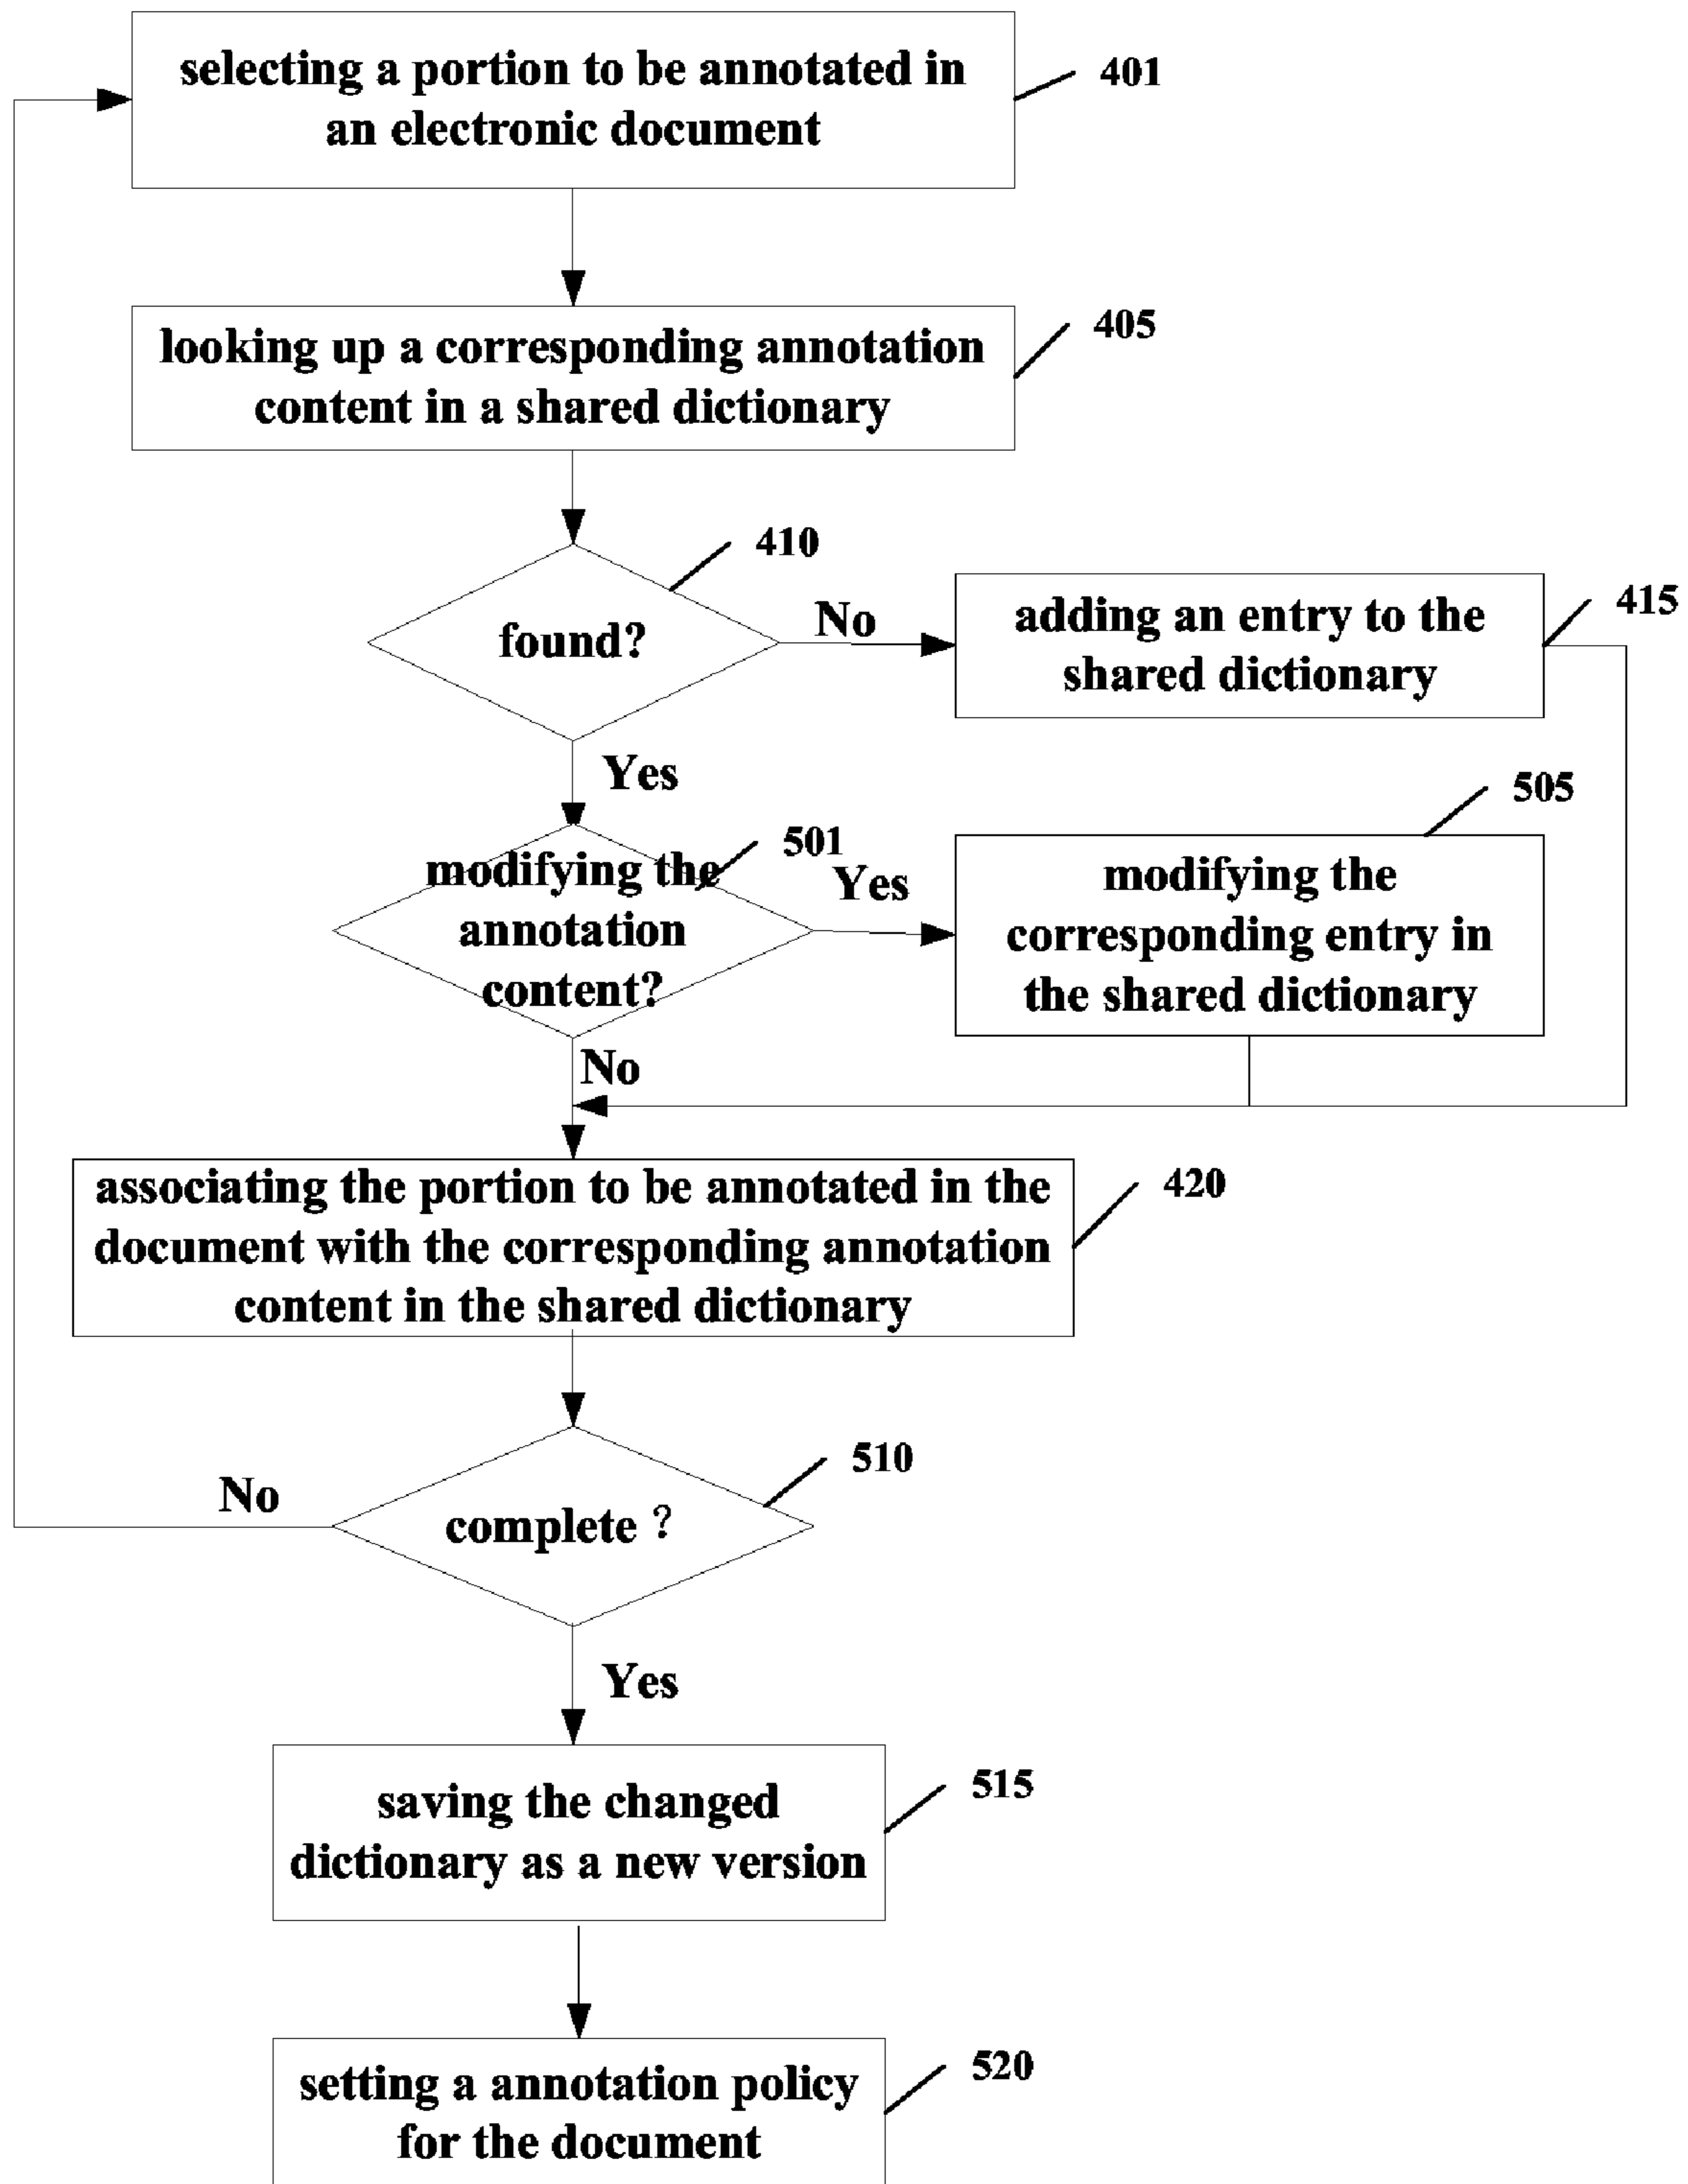 selecting a portion to be annotated in
an electronic document
401
looking up a corresponding annotation
content in a shared dictionary
405
410
found?
No
adding an entry to the
shared dictionary
415
Yes
501
modifying the
annotation
content?
Yes
505
modifying the
corresponding entry in
the shared dictionary
No
associating the portion to be annotated in the
document with the corresponding annotation
content in the shared dictionary
420
510
No
complete ?
Yes
saving the changed
dictionary as a new version
515
setting a annotation policy
for the document
520